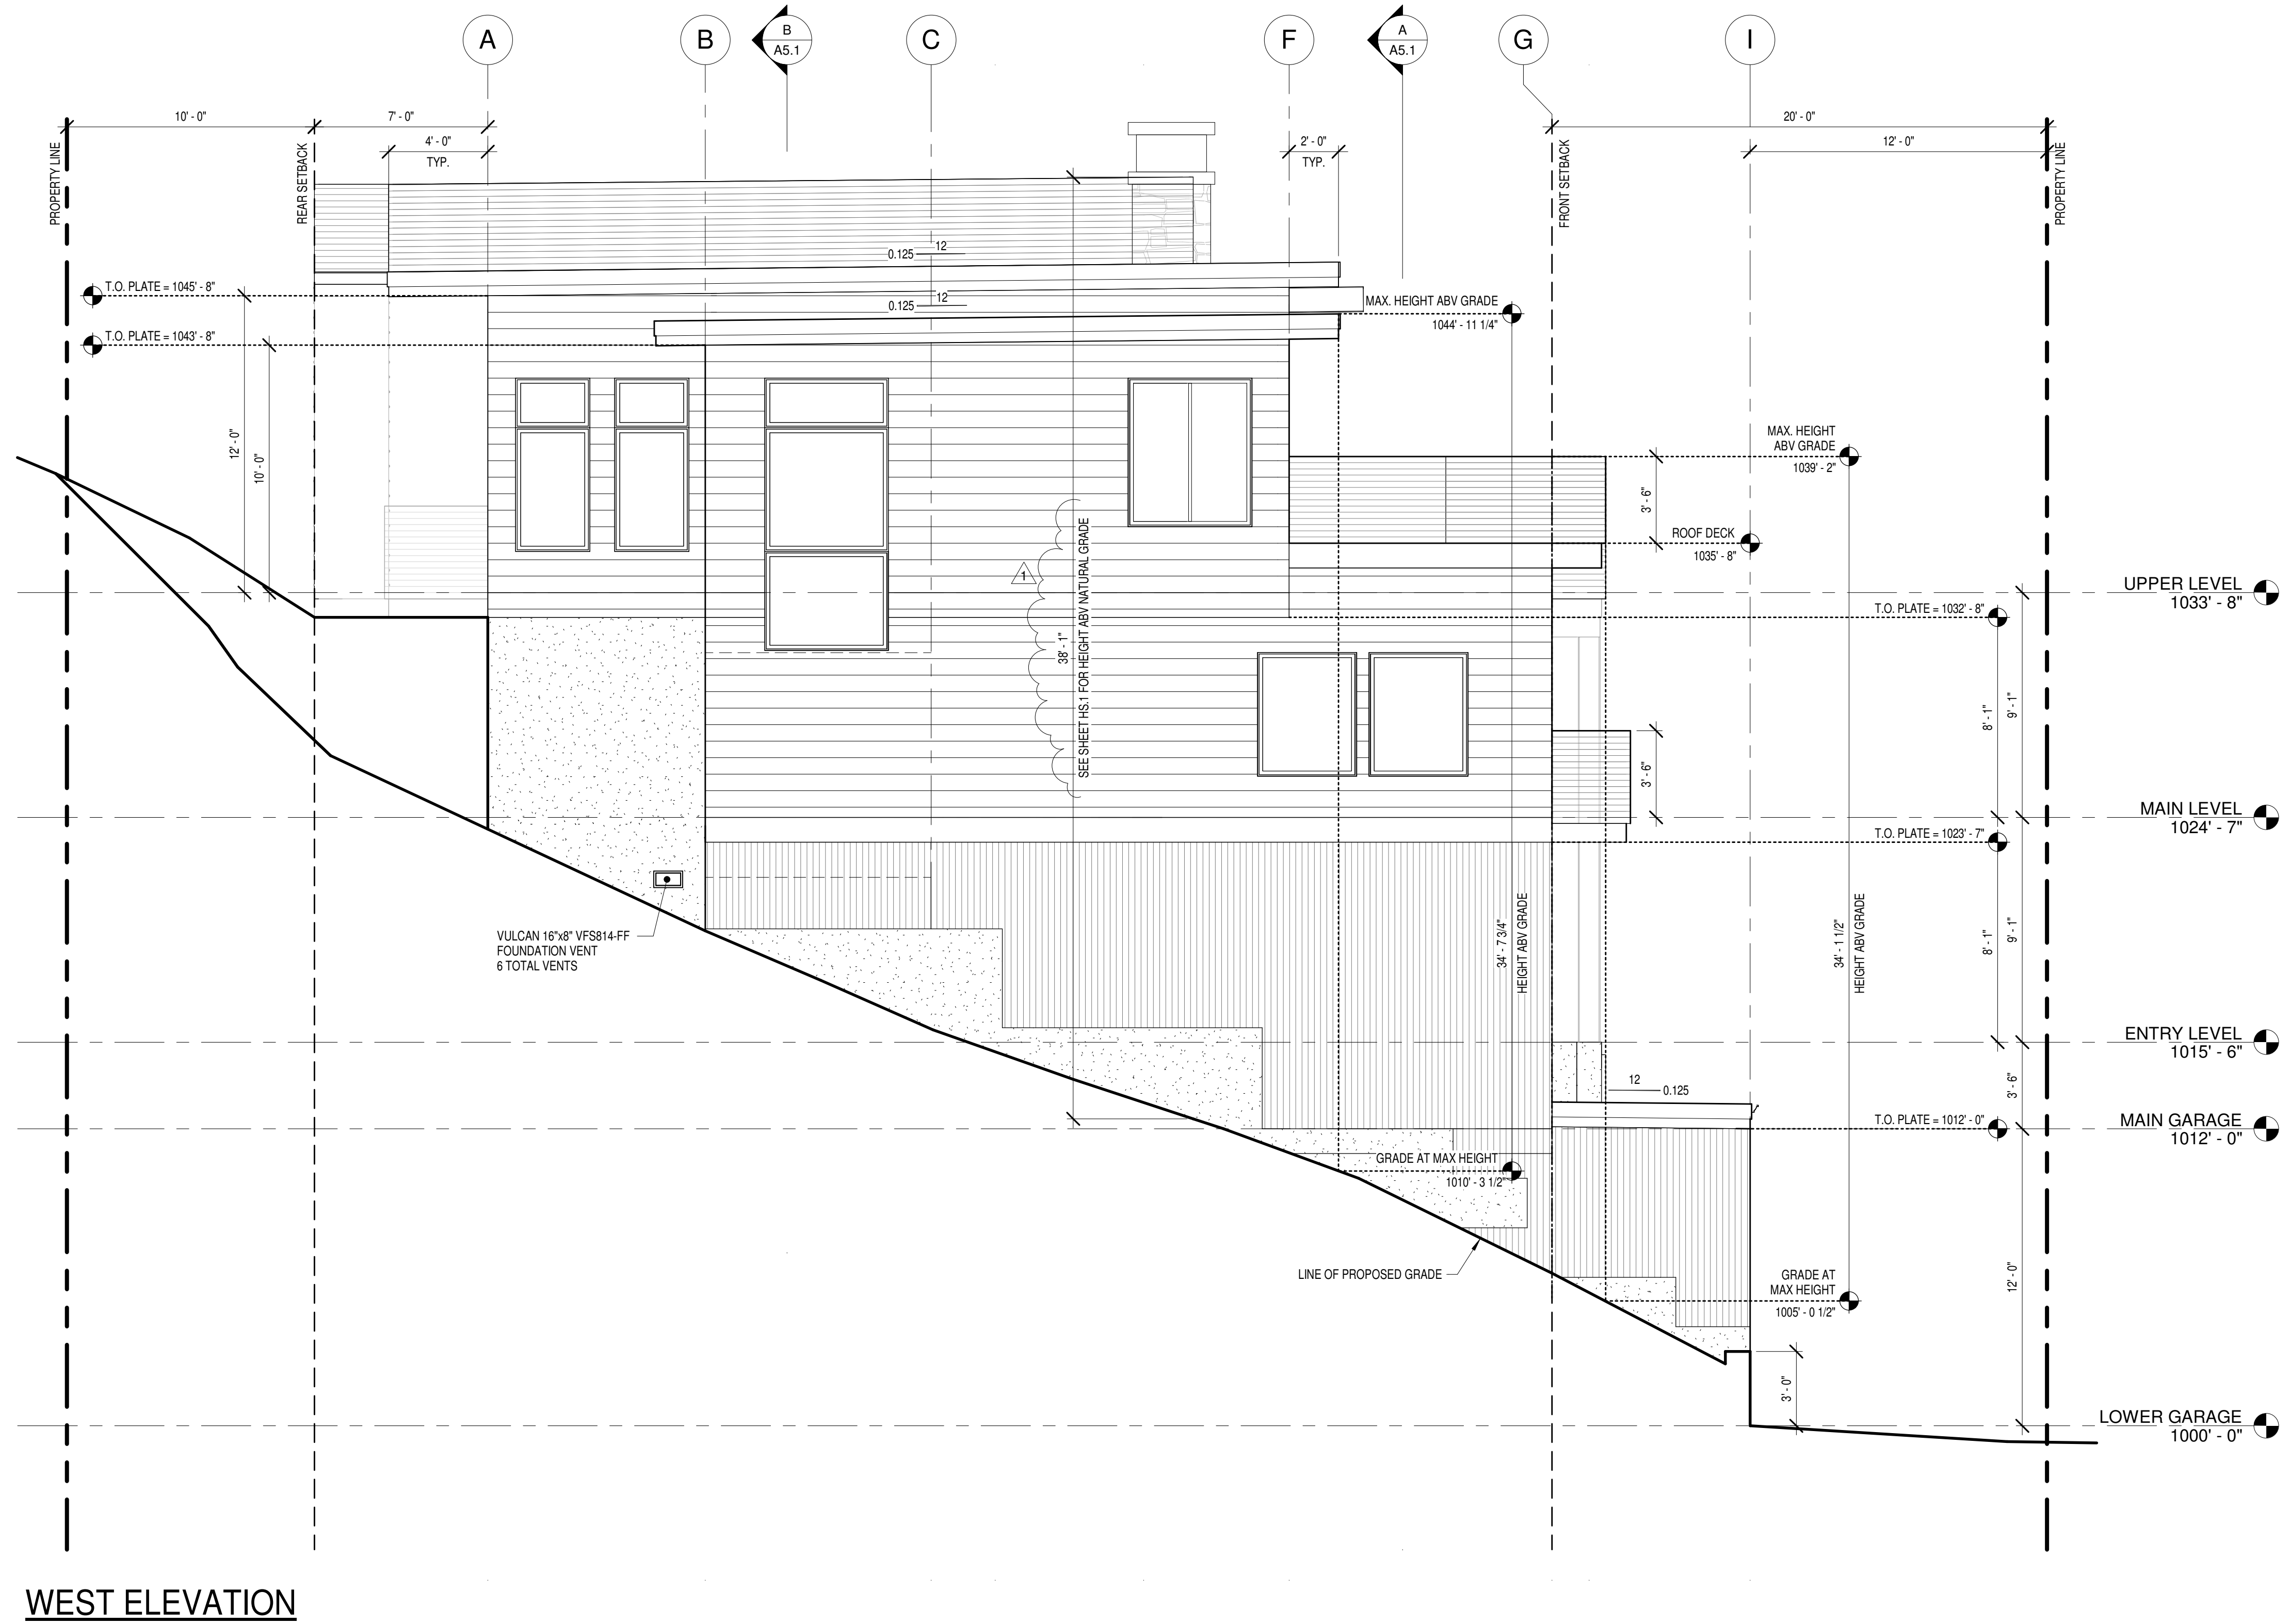 A
B
B
A5.1
C
F
A
A5.1
G
I
10' - 0"
7' - 0"
20' - 0"
4' - 0"
TYP.
2' - 0"
TYP.
12' - 0"
PROPERTY LINE
REAR SETBACK
FRONT SETBACK
PROPERTY LINE
12
0.125
T.O. PLATE = 1045' - 8"
12
0.125
MAX. HEIGHT ABV GRADE
1044' - 11 1/4"
T.O. PLATE = 1043' - 8"
12' - 0"
10' - 0"
MAX. HEIGHT
ABV GRADE
1039' - 2"
3' - 6"
ROOF DECK
1035' - 8"
1
38' - 1"
SEE SHEET HS.1 FOR HEIGHT ABV NATURAL GRADE
UPPER LEVEL
1033' - 8"
T.O. PLATE = 1032' - 8"
8' - 1"
9' - 1"
3' - 6"
MAIN LEVEL
1024' - 7"
T.O. PLATE = 1023' - 7"
VULCAN 16"x8" VFS814-FF
FOUNDATION VENT
6 TOTAL VENTS
34' - 7 3/4"
HEIGHT ABV GRADE
34' - 1 1/2"
HEIGHT ABV GRADE
8' - 1"
9' - 1"
ENTRY LEVEL
1015' - 6"
12
0.125
3' - 6"
T.O. PLATE = 1012' - 0"
MAIN GARAGE
1012' - 0"
GRADE AT MAX HEIGHT
1010' - 3 1/2"
LINE OF PROPOSED GRADE
GRADE AT
MAX HEIGHT
1005' - 0 1/2"
12' - 0"
3' - 0"
LOWER GARAGE
1000' - 0"
WEST ELEVATION